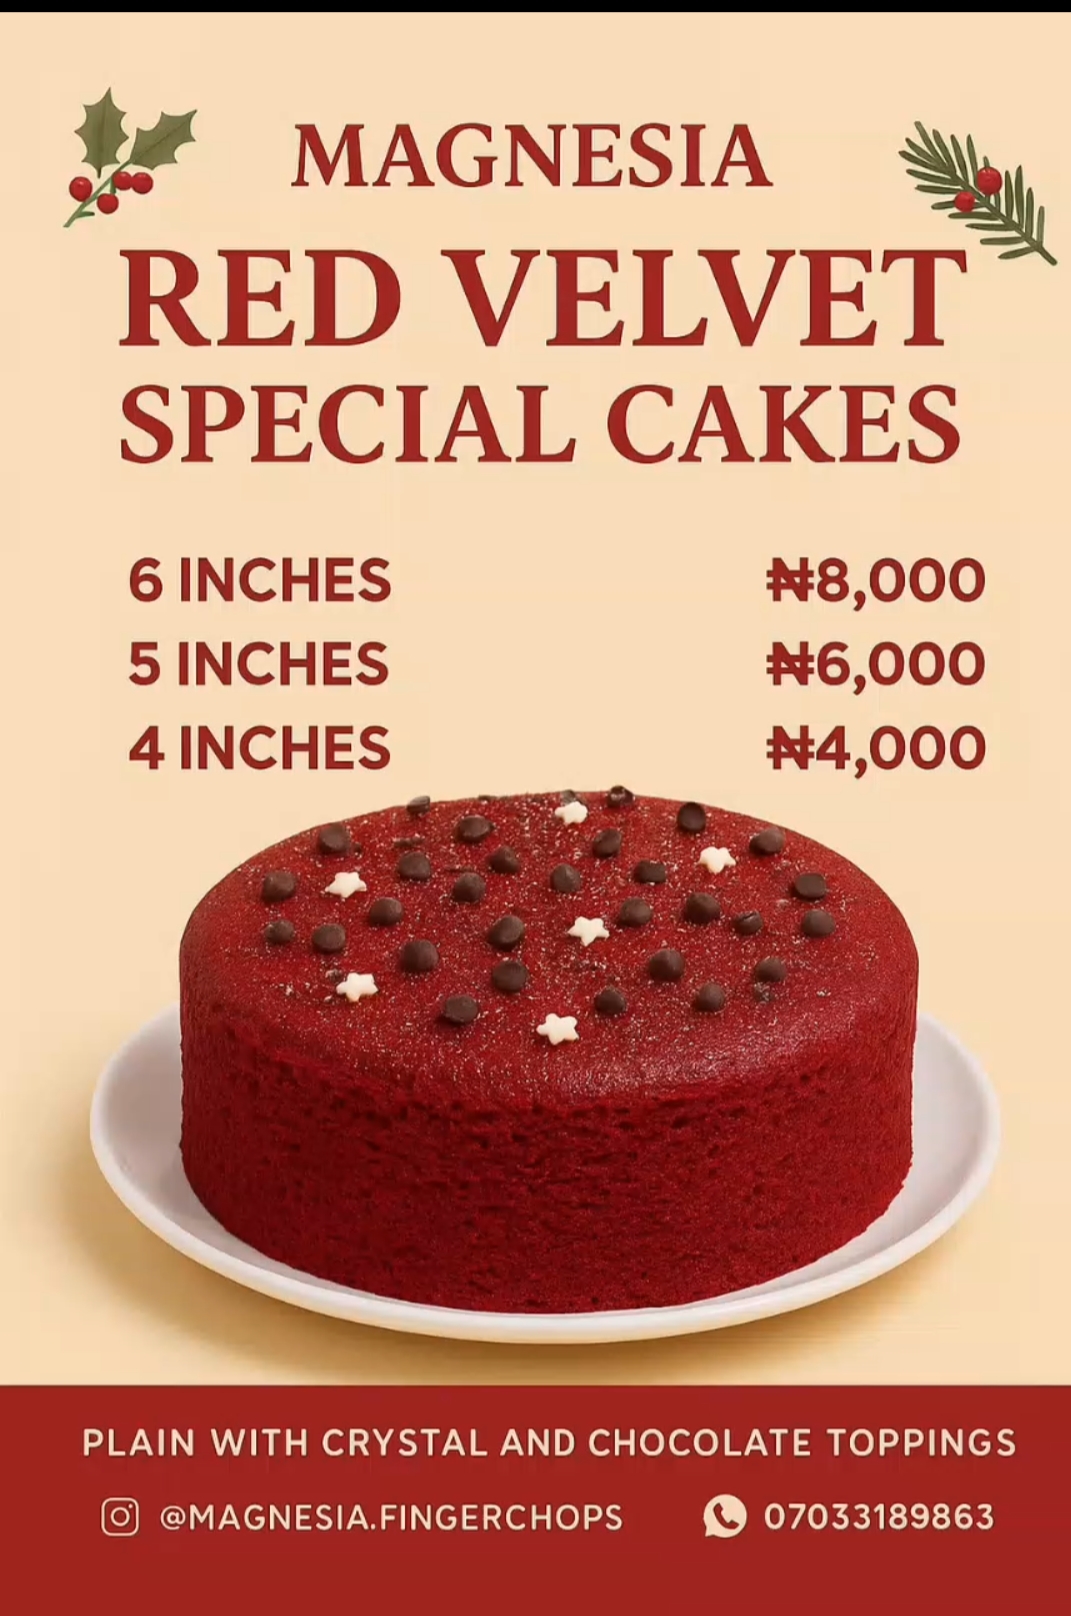 MAGNESIA
RED VELVET
SPECIAL CAKES
6 INCHES ₦8,000
5 INCHES ₦6,000
4 INCHES ₦4,000
PLAIN WITH CRYSTAL AND CHOCOLATE TOPPINGS
@MAGNESIA.FINGERCHOPS 07033189863